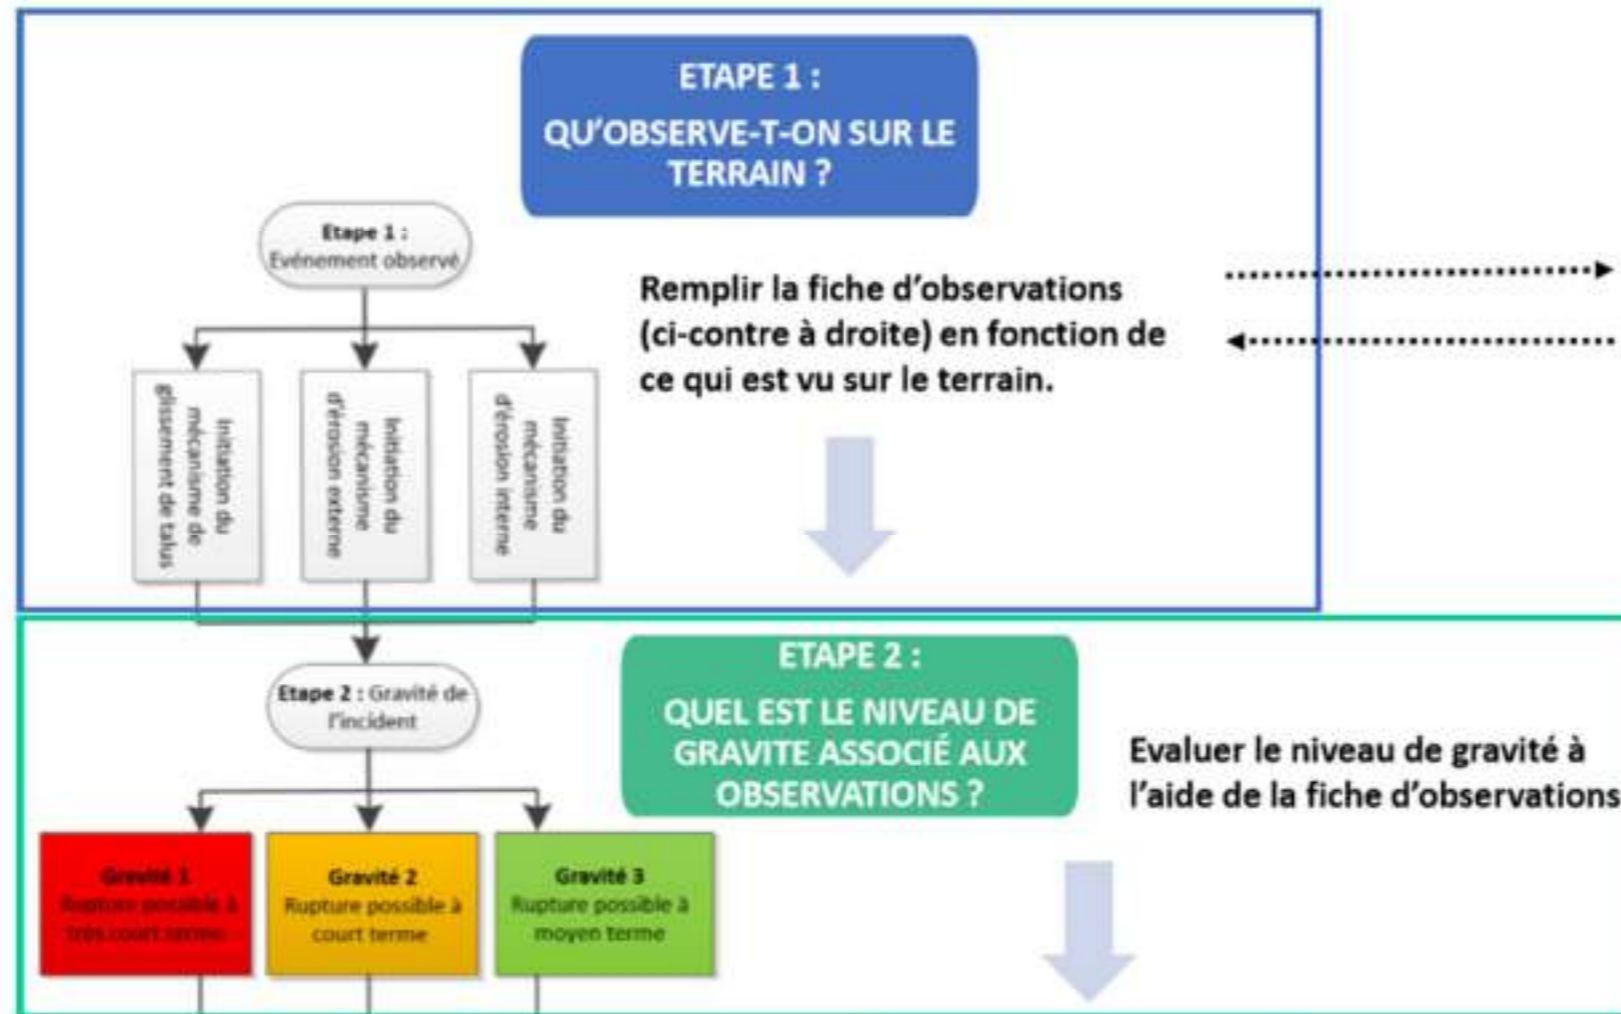 ETAPE 1 :
QU'OBSERVE-T-ON SUR LE
TERRAIN ?
Etape 1 :
Evénement observé
Remplir la fiche d'observations
(ci-contre à droite) en fonction de
ce qui est vu sur le terrain.
Initiation du
mécanisme de
glissement de talus
Initiation du
mécanisme
d'érosion externe
Initiation du
mécanisme
d'érosion interne
ETAPE 2 :
QUEL EST LE NIVEAU DE
GRAVITE ASSOCIÉ AUX
OBSERVATIONS ?
Etape 2 : Gravité de
l'incident
Evaluer le niveau de gravité à
l'aide de la fiche d'observations
Gravité 1
Rupture possible à
très court terme
Gravité 2
Rupture possible à
court terme
Gravité 3
Rupture possible à
moyen terme